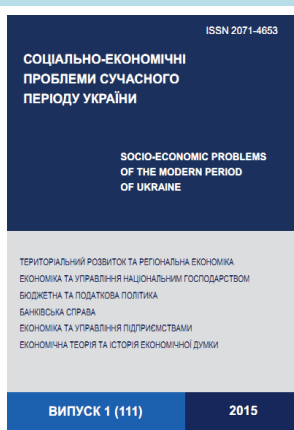 ISSN 2071-4653
СОЦІАЛЬНО-ЕКОНОМІЧНІ
ПРОБЛЕМИ СУЧАСНОГО
ПЕРІОДУ УКРАЇНИ
SOCIO-ECONOMIC PROBLEMS
OF THE MODERN PERIOD
OF UKRAINE
ТЕРИТОРІАЛЬНИЙ РОЗВИТОК ТА РЕГІОНАЛЬНА ЕКОНОМІКА
ЕКОНОМІКА ТА УПРАВЛІННЯ НАЦІОНАЛЬНИМ ГОСПОДАРСТВОМ
БЮДЖЕТНА ТА ПОДАТКОВА ПОЛІТИКА
БАНКІВСЬКА СПРАВА
ЕКОНОМІКА ТА УПРАВЛІННЯ ПІДПРИЄМСТВАМИ
ЕКОНОМІЧНА ТЕОРІЯ ТА ІСТОРІЯ ЕКОНОМІЧНОЇ ДУМКИ
ВИПУСК 1 (111) 2015